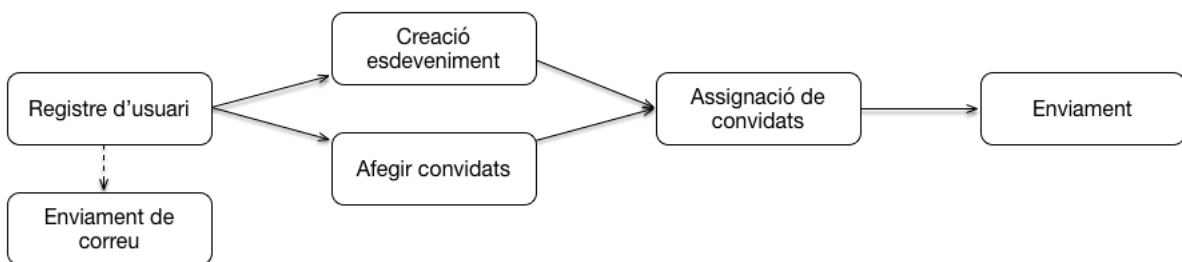 Creació
esdeveniment
Registre d'usuari
Assignació de
convidats
Enviament
Afegir convidats
Enviament de
correu